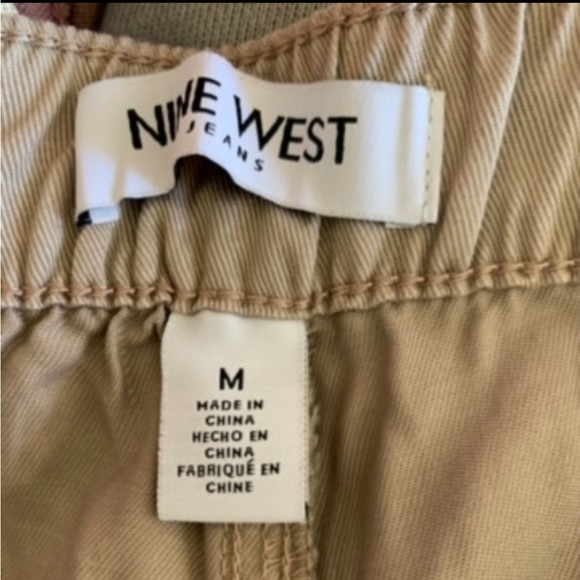 NINE WEST
JEANS
M
MADE IN
CHINA
HECHO EN
CHINA
FABRIQUÉ EN
CHINE